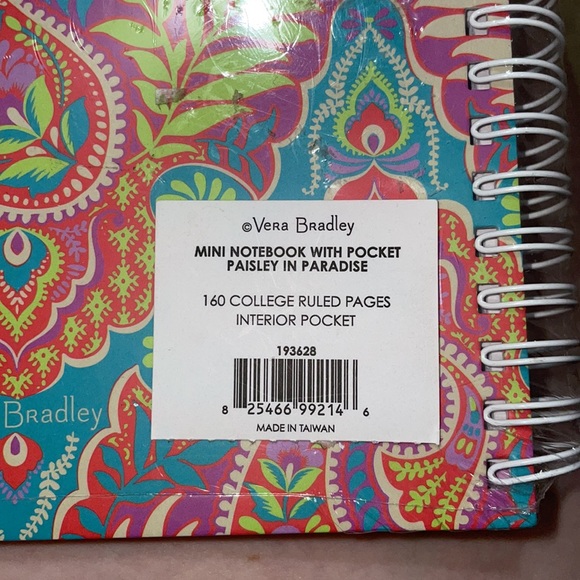 ©Vera Bradley
MINI NOTEBOOK WITH POCKET
PAISLEY IN PARADISE
160 COLLEGE RULED PAGES
INTERIOR POCKET
193628
8 25466 99214 6
MADE IN TAIWAN
Bradley